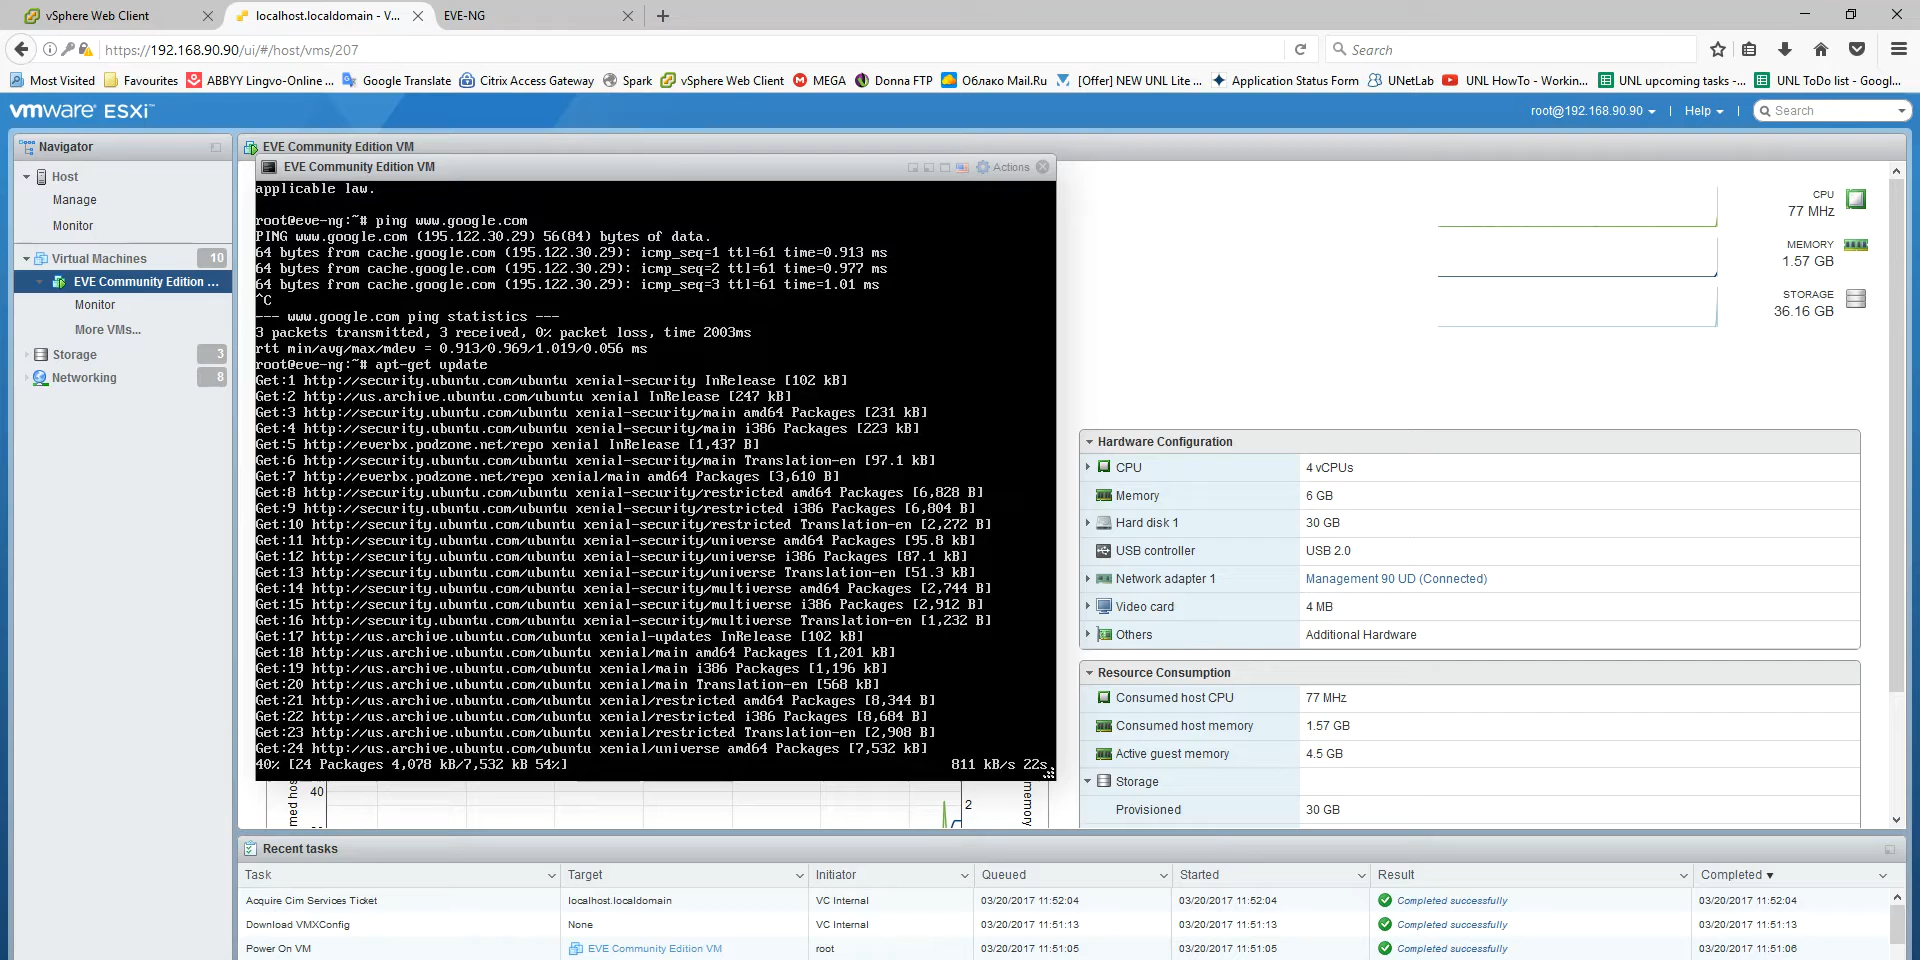 vSphere Web Client
localhost.localdomain - V...
EVE-NG
https://192.168.90.90/ui/#/host/vms/207
Search
Most Visited
Favourites
ABBYY Lingvo-Online ...
Google Translate
Citrix Access Gateway
Spark
vSphere Web Client
MEGA
Donna FTP
Облако Mail.Ru
[Offer] NEW UNL Lite ...
Application Status Form
UNetLab
UNL HowTo - Workin...
UNL upcoming tasks -...
UNL ToDo list - Googl...
vmware ESXi
root@192.168.90.90
Help
Search
Navigator
Host
Manage
Monitor
Virtual Machines 10
EVE Community Edition ...
Monitor
More VMs...
Storage 3
Networking 8
EVE Community Edition VM
EVE Community Edition VM
Actions
applicable law.
root@eve-ng:~# ping www.google.com
PING www.google.com (195.122.30.29) 56(84) bytes of data.
64 bytes from cache.google.com (195.122.30.29): icmp_seq=1 ttl=61 time=0.913 ms
64 bytes from cache.google.com (195.122.30.29): icmp_seq=2 ttl=61 time=0.977 ms
64 bytes from cache.google.com (195.122.30.29): icmp_seq=3 ttl=61 time=1.01 ms
^C
--- www.google.com ping statistics ---
3 packets transmitted, 3 received, 0% packet loss, time 2003ms
rtt min/avg/max/mdev = 0.913/0.969/1.019/0.056 ms
root@eve-ng:~# apt-get update
Get:1 http://security.ubuntu.com/ubuntu xenial-security InRelease [102 kB]
Get:2 http://us.archive.ubuntu.com/ubuntu xenial InRelease [247 kB]
Get:3 http://security.ubuntu.com/ubuntu xenial-security/main amd64 Packages [231 kB]
Get:4 http://security.ubuntu.com/ubuntu xenial-security/main i386 Packages [223 kB]
Get:5 http://everbx.podzone.net/repo xenial InRelease [1,437 B]
Get:6 http://security.ubuntu.com/ubuntu xenial-security/main Translation-en [97.1 kB]
Get:7 http://everbx.podzone.net/repo xenial/main amd64 Packages [3,610 B]
Get:8 http://security.ubuntu.com/ubuntu xenial-security/restricted amd64 Packages [6,828 B]
Get:9 http://security.ubuntu.com/ubuntu xenial-security/restricted i386 Packages [6,804 B]
Get:10 http://security.ubuntu.com/ubuntu xenial-security/restricted Translation-en [2,272 B]
Get:11 http://security.ubuntu.com/ubuntu xenial-security/universe amd64 Packages [95.8 kB]
Get:12 http://security.ubuntu.com/ubuntu xenial-security/universe i386 Packages [87.1 kB]
Get:13 http://security.ubuntu.com/ubuntu xenial-security/universe Translation-en [51.3 kB]
Get:14 http://security.ubuntu.com/ubuntu xenial-security/multiverse amd64 Packages [2,744 B]
Get:15 http://security.ubuntu.com/ubuntu xenial-security/multiverse i386 Packages [2,912 B]
Get:16 http://security.ubuntu.com/ubuntu xenial-security/multiverse Translation-en [1,232 B]
Get:17 http://us.archive.ubuntu.com/ubuntu xenial-updates InRelease [102 kB]
Get:18 http://us.archive.ubuntu.com/ubuntu xenial/main amd64 Packages [1,201 kB]
Get:19 http://us.archive.ubuntu.com/ubuntu xenial/main i386 Packages [1,196 kB]
Get:20 http://us.archive.ubuntu.com/ubuntu xenial/main Translation-en [568 kB]
Get:21 http://us.archive.ubuntu.com/ubuntu xenial/restricted amd64 Packages [8,344 B]
Get:22 http://us.archive.ubuntu.com/ubuntu xenial/restricted i386 Packages [8,684 B]
Get:23 http://us.archive.ubuntu.com/ubuntu xenial/restricted Translation-en [2,908 B]
Get:24 http://us.archive.ubuntu.com/ubuntu xenial/universe amd64 Packages [7,532 kB]
40% [24 Packages 4,078 kB/7,532 kB 54%] 811 kB/s 22s
40
2
memory
CPU
77 MHz
MEMORY
1.57 GB
STORAGE
36.16 GB
Hardware Configuration
CPU 4 vCPUs
Memory 6 GB
Hard disk 1 30 GB
USB controller USB 2.0
Network adapter 1 Management 90 UD (Connected)
Video card 4 MB
Others Additional Hardware
Resource Consumption
Consumed host CPU 77 MHz
Consumed host memory 1.57 GB
Active guest memory 4.5 GB
Storage
Provisioned 30 GB
Recent tasks
Task Target Initiator Queued Started Result Completed
Acquire Cim Services Ticket localhost.localdomain VC Internal 03/20/2017 11:52:04 03/20/2017 11:52:04 Completed successfully 03/20/2017 11:52:04
Download VMXConfig None VC Internal 03/20/2017 11:51:13 03/20/2017 11:51:13 Completed successfully 03/20/2017 11:51:13
Power On VM EVE Community Edition VM root 03/20/2017 11:51:05 03/20/2017 11:51:05 Completed successfully 03/20/2017 11:51:06